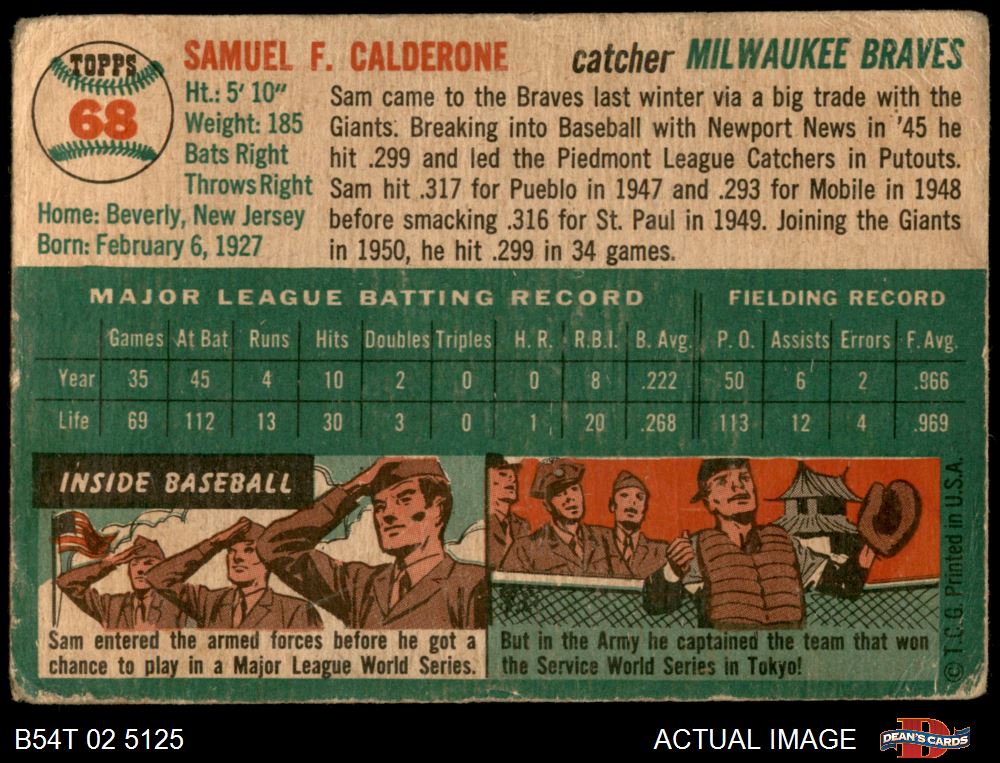 TOPPS
68
SAMUEL F. CALDERONE catcher MILWAUKEE BRAVES
Ht.: 5' 10"
Weight: 185
Bats Right
Throws Right
Home: Beverly, New Jersey
Born: February 6, 1927
Sam came to the Braves last winter via a big trade with the
Giants. Breaking into Baseball with Newport News in '45 he
hit .299 and led the Piedmont League Catchers in Putouts.
Sam hit .317 for Pueblo in 1947 and .293 for Mobile in 1948
before smacking .316 for St. Paul in 1949. Joining the Giants
in 1950, he hit .299 in 34 games.
MAJOR LEAGUE BATTING RECORD FIELDING RECORD
Games At Bat Runs Hits Doubles Triples H. R. R.B.I. B. Avg. P. O. Assists Errors F. Avg.
Year 35 45 4 10 2 0 0 8 .222 50 6 2 .966
Life 69 112 13 30 3 0 1 20 .268 113 12 4 .969
INSIDE BASEBALL
Sam entered the armed forces before he got a
chance to play in a Major League World Series.
But in the Army he captained the team that won
the Service World Series in Tokyo!
© T.C.G. Printed in U.S.A.
B54T 02 5125
ACTUAL IMAGE
DEAN'S CARDS